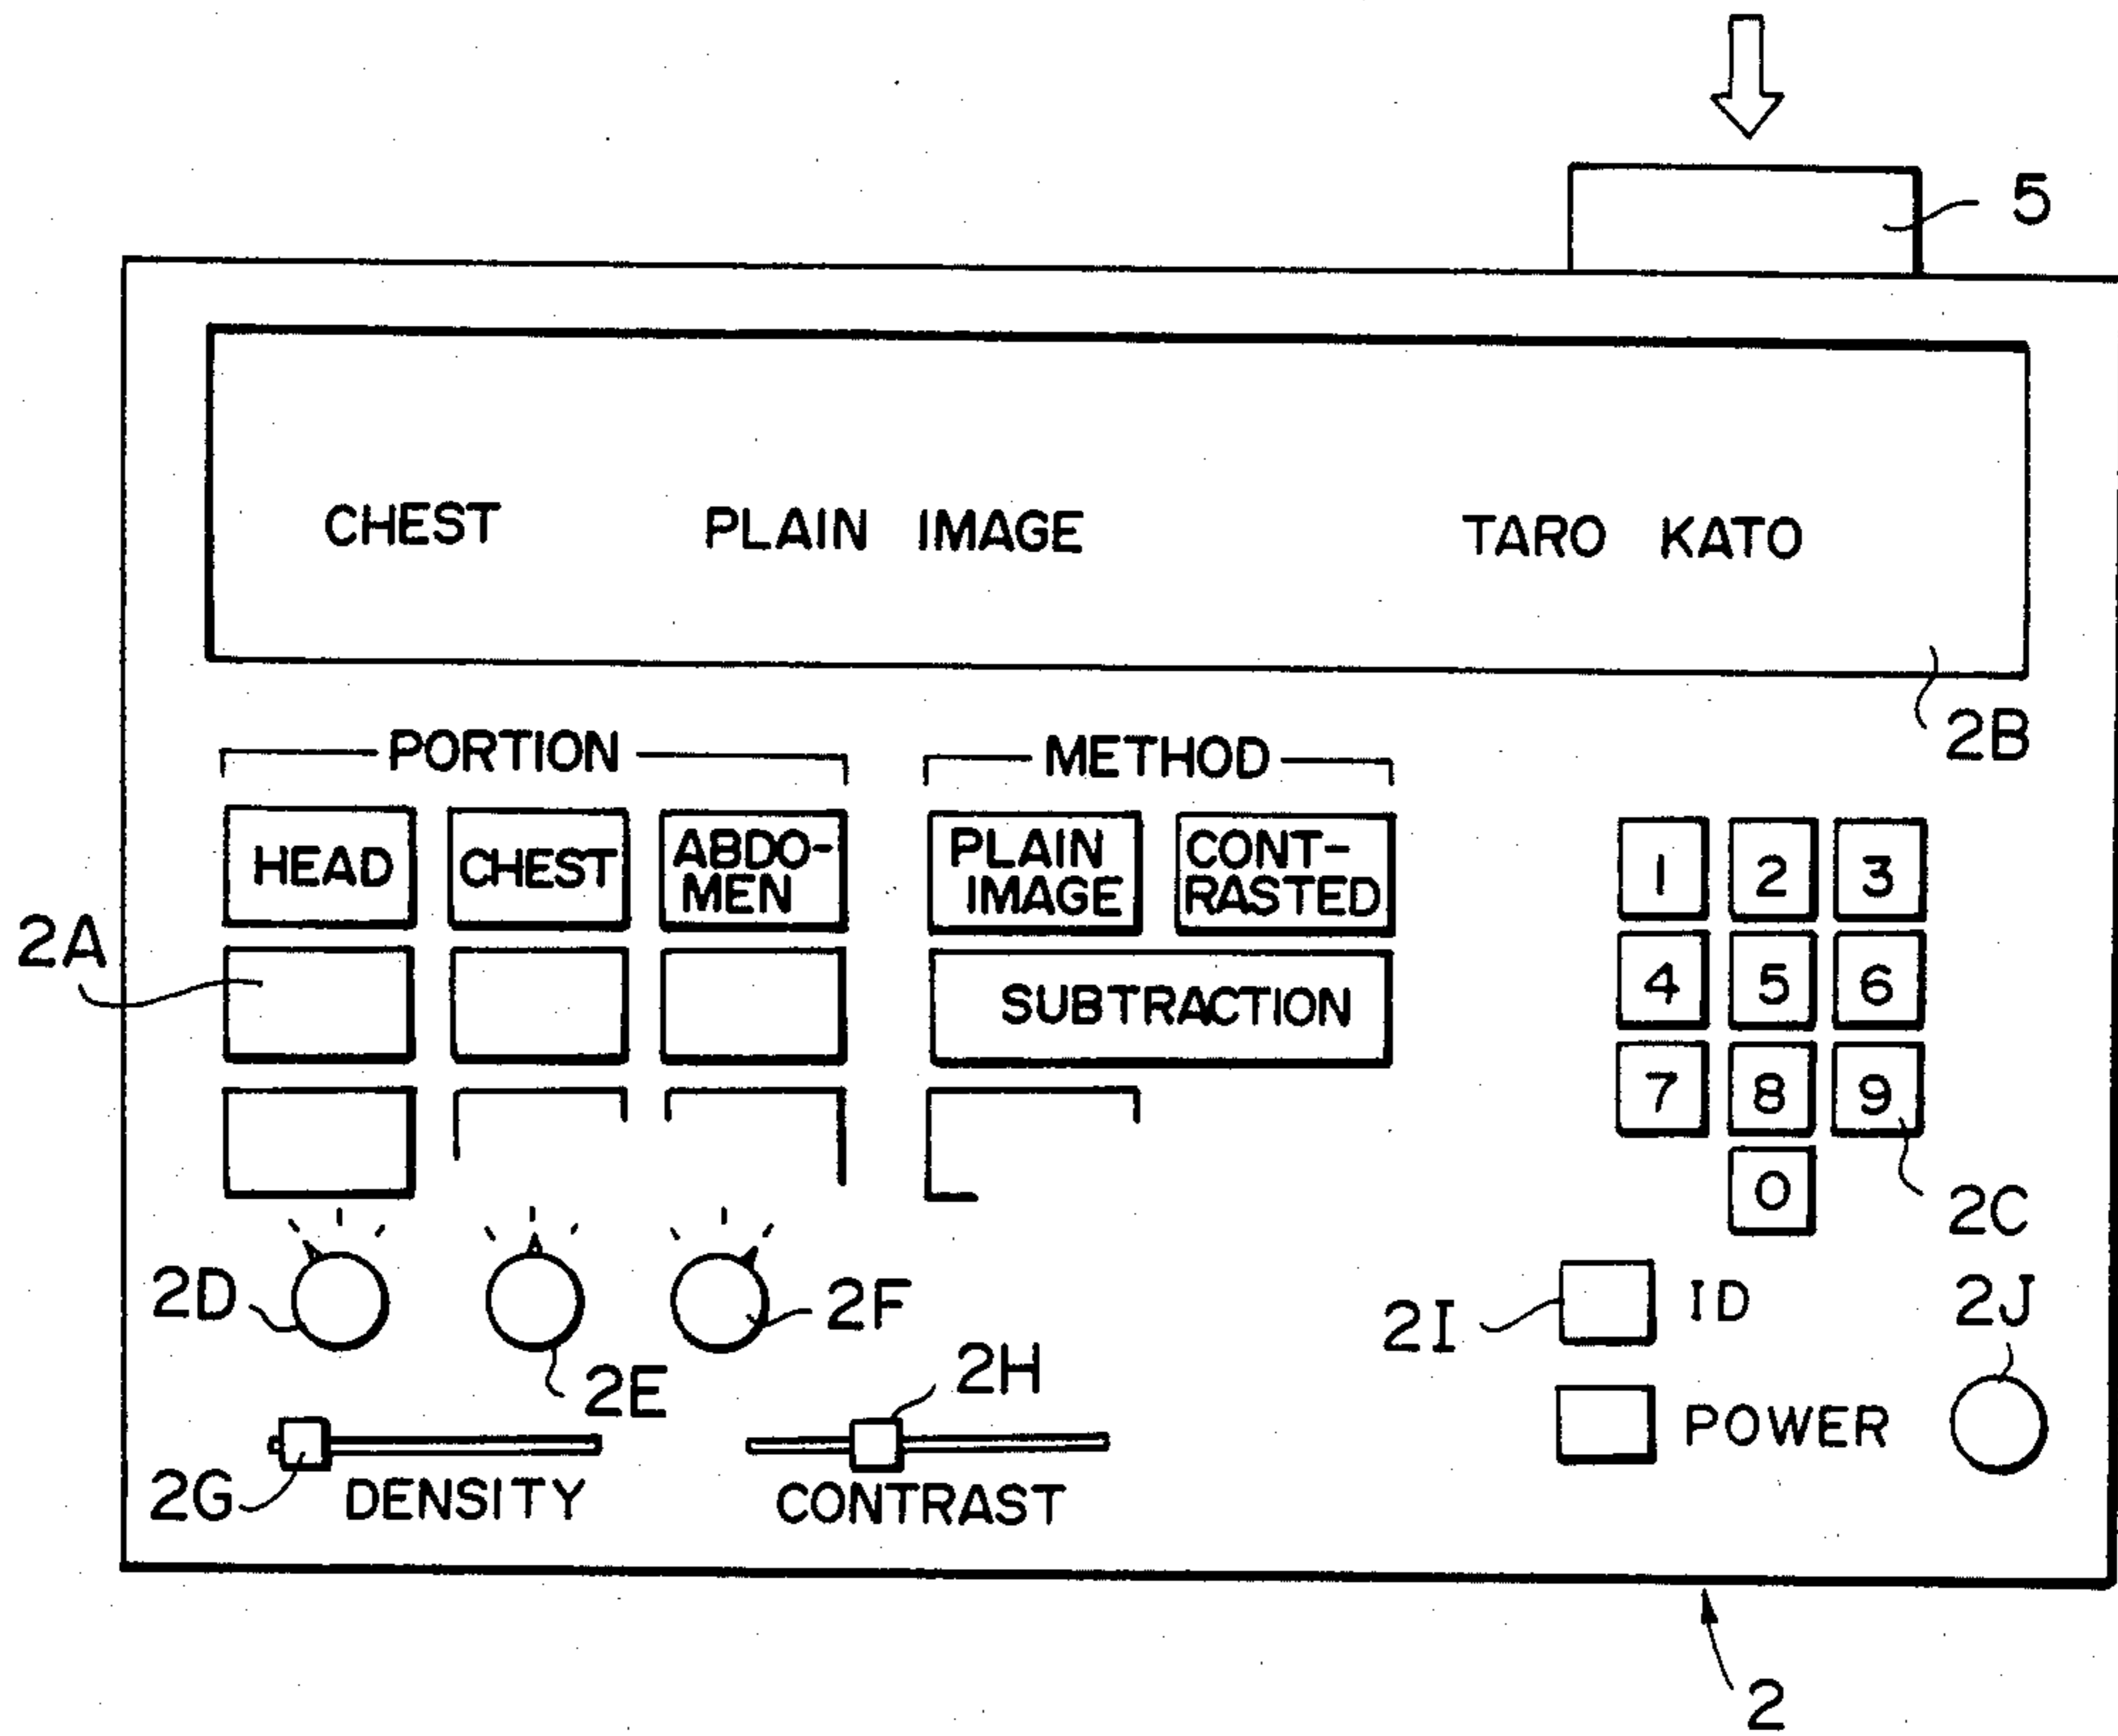 5
CHEST PLAIN IMAGE TARO KATO
2B
PORTION METHOD
HEAD CHEST ABDO-
MEN
PLAIN
IMAGE
CONT-
RASTED
1 2 3
2A
SUBTRACTION
4 5 6
7 8 9
0
2C
2D 2E 2F
2I ID 2J
2H
POWER
2G DENSITY CONTRAST
2